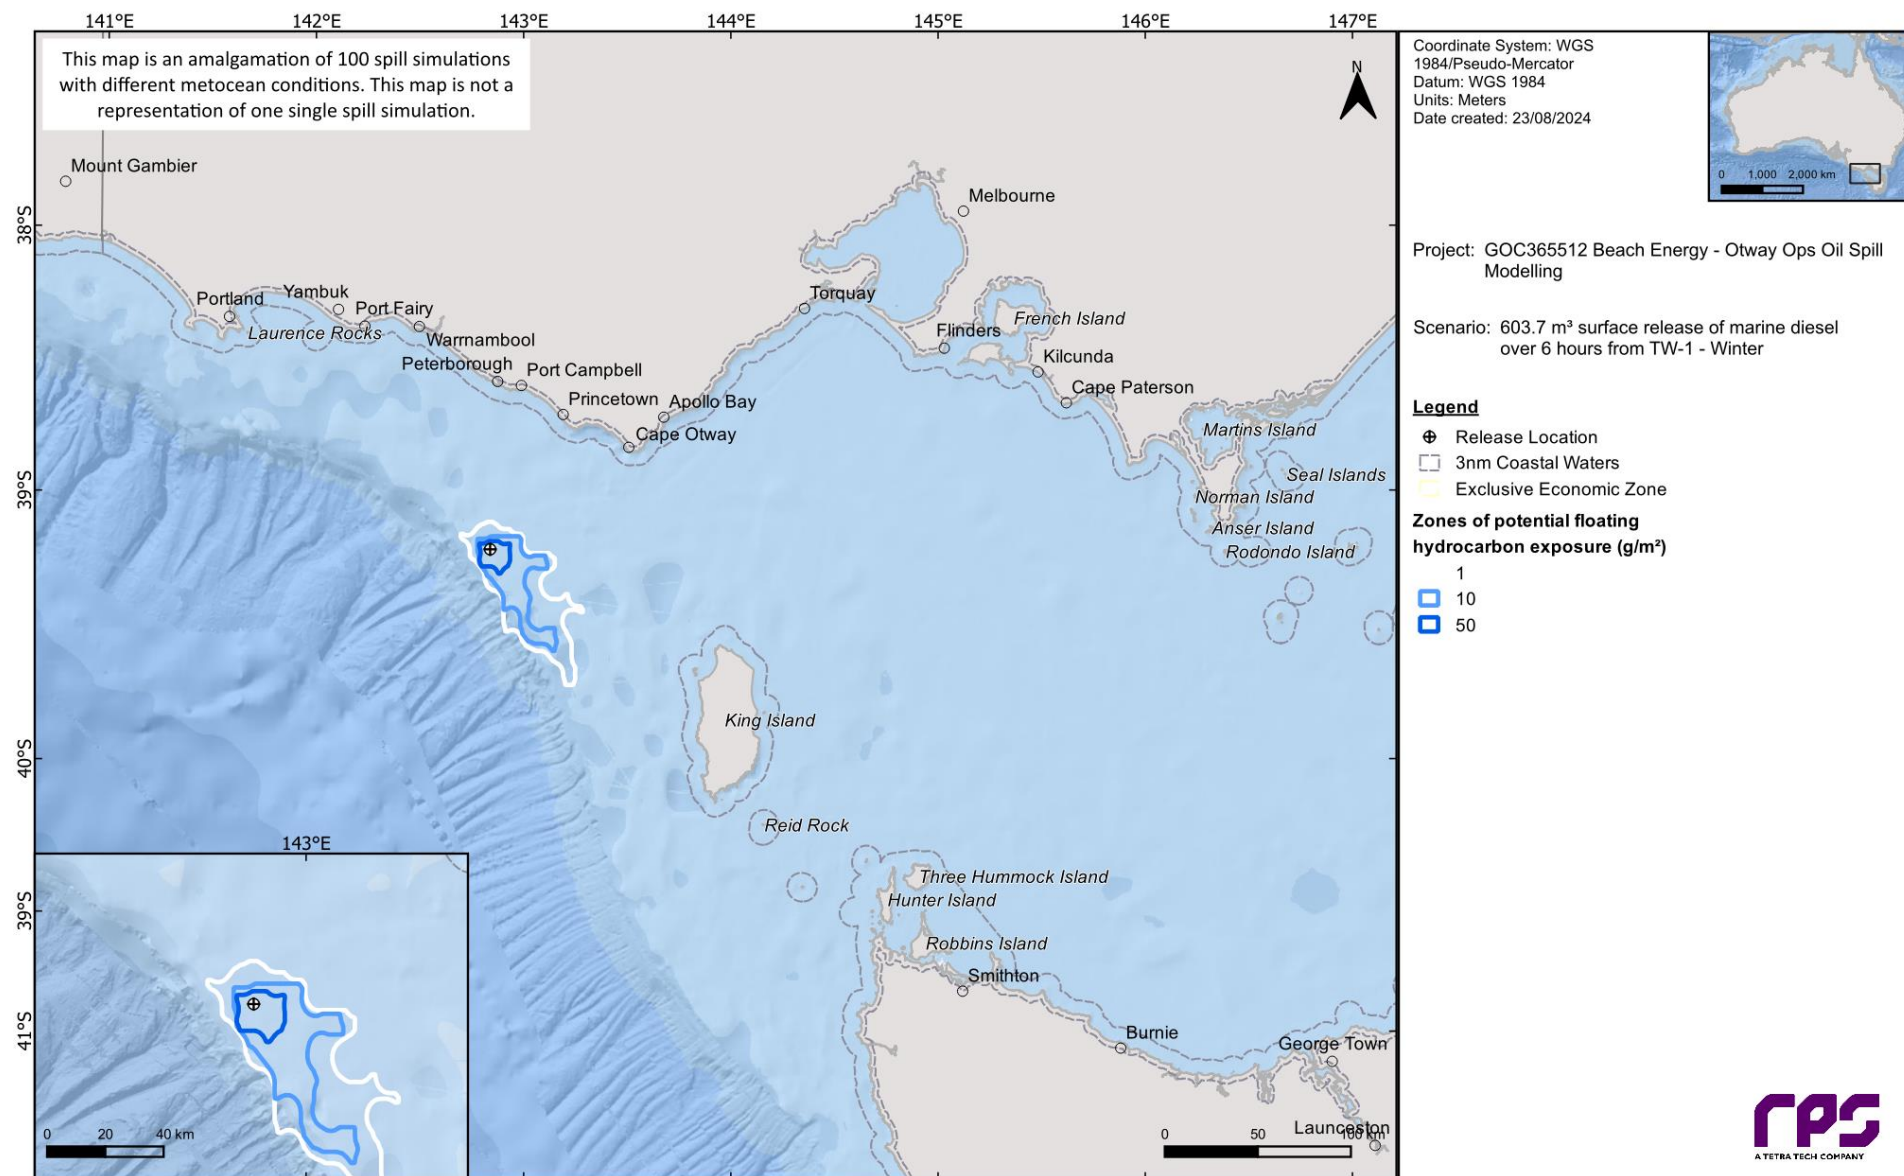 141°E 142°E 143°E 144°E 145°E 146°E 147°E
This map is an amalgamation of 100 spill simulations
with different metocean conditions. This map is not a
representation of one single spill simulation.
N
Mount Gambier
Melbourne
38°S
Portland
Yambuk
Port Fairy
Laurence Rocks
Warrnambool
Peterborough
Port Campbell
Princetown
Apollo Bay
Cape Otway
Torquay
Flinders
French Island
Kilcunda
Cape Paterson
Martins Island
Seal Islands
39°S
Norman Island
Anser Island
Rodondo Island
King Island
40°S
Reid Rock
Three Hummock Island
Hunter Island
Robbins Island
Smithton
41°S
Burnie
George Town
Launceston
0 50 100 km
143°E
39°S
0 20 40 km
Coordinate System: WGS
1984/Pseudo-Mercator
Datum: WGS 1984
Units: Meters
Date created: 23/08/2024
0 1,000 2,000 km
Project: GOC365512 Beach Energy - Otway Ops Oil Spill
Modelling
Scenario: 603.7 m³ surface release of marine diesel
over 6 hours from TW-1 - Winter
Legend
Release Location
3nm Coastal Waters
Exclusive Economic Zone
Zones of potential floating
hydrocarbon exposure (g/m²)
1
10
50
rps
A TETRA TECH COMPANY